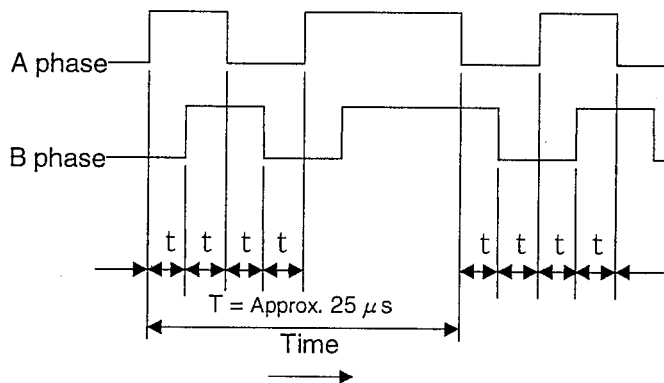 A phase
B phase
t t t t
t t t t
T = Approx. 25 μs
Time